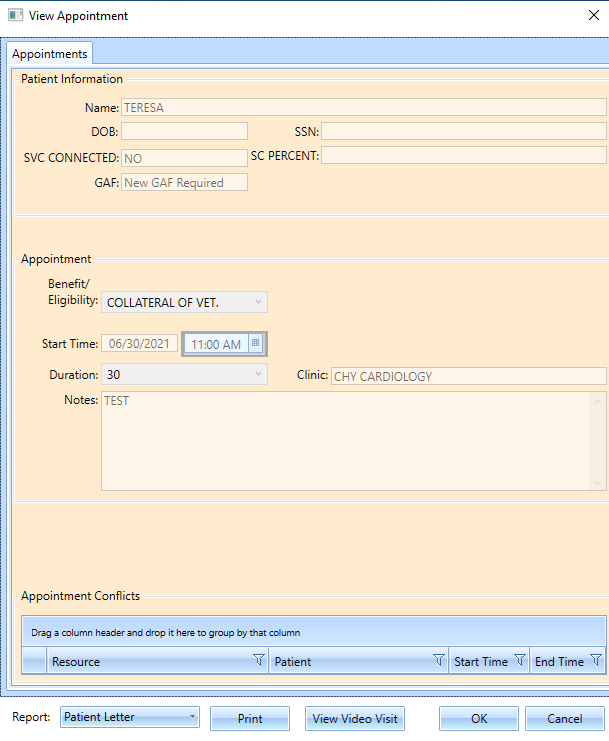 View Appointment
Appointments
Patient Information
Name: TERESA
DOB: SSN:
SVC CONNECTED: NO SC PERCENT:
GAF: New GAF Required
Appointment
Benefit/
Eligibility: COLLATERAL OF VET.
Start Time: 06/30/2021 11:00 AM
Duration: 30 Clinic: CHY CARDIOLOGY
Notes: TEST
Appointment Conflicts
Drag a column header and drop it here to group by that column
Resource Patient Start Time End Time
Report: Patient Letter Print View Video Visit OK Cancel